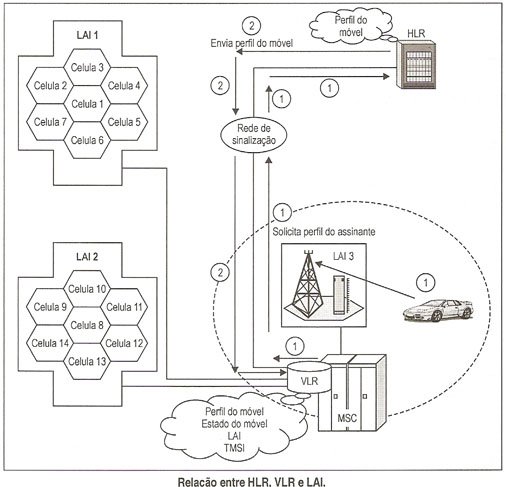 LAI 1
Celula 3
Celula 2
Celula 4
Celula 1
Celula 7
Celula 5
Celula 6
LAI 2
Celula 10
Celula 9
Celula 11
Celula 8
Celula 14
Celula 12
Celula 13
Perfil do
móvel
HLR
2
Envia perfil do móvel
2
1
1
Rede de
sinalização
1
Solicita perfil do assinante
2
LAI 3
1
1
VLR
MSC
Perfil do móvel
Estado do móvel
LAI
TMSI
Relação entre HLR. VLR e LAI.